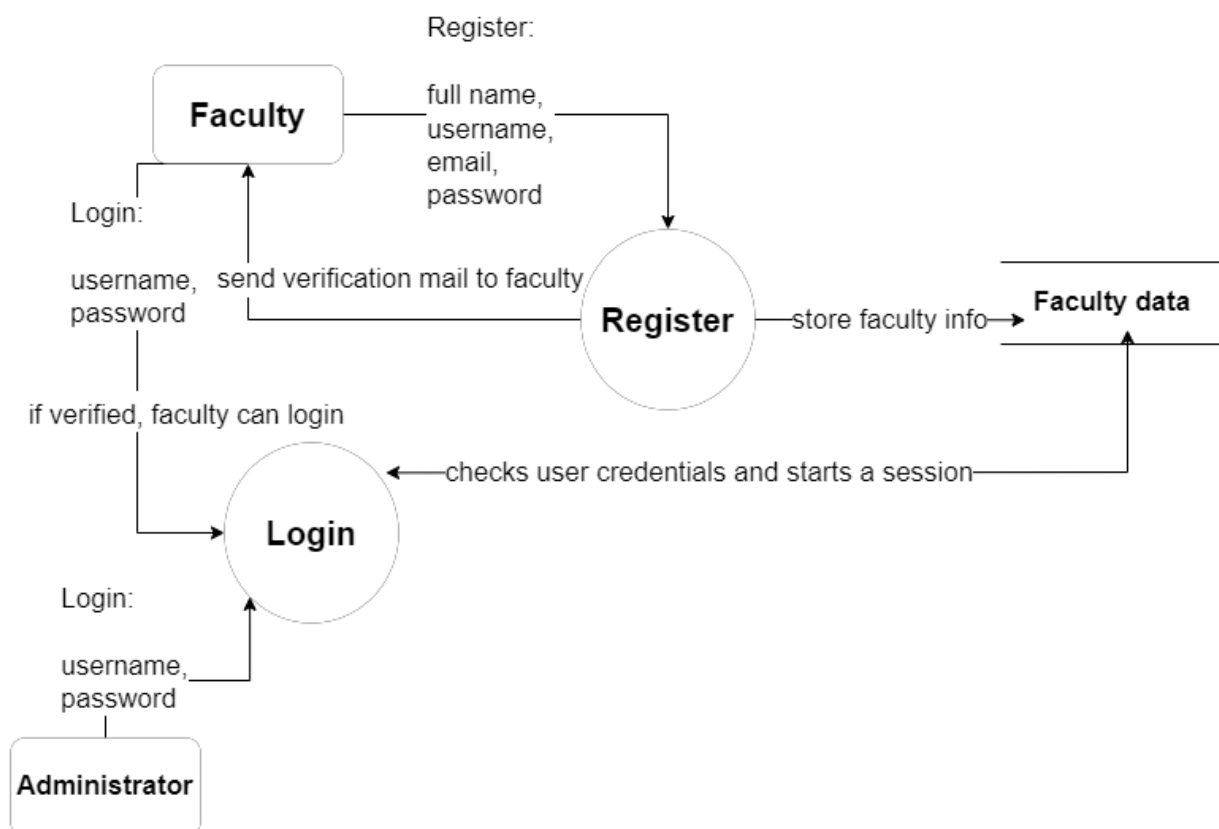 Register:
full name,
username,
email,
password
Faculty
Login:
username,
password
send verification mail to faculty
Register
store faculty info
Faculty data
if verified, faculty can login
checks user credentials and starts a session
Login
Login:
username,
password
Administrator